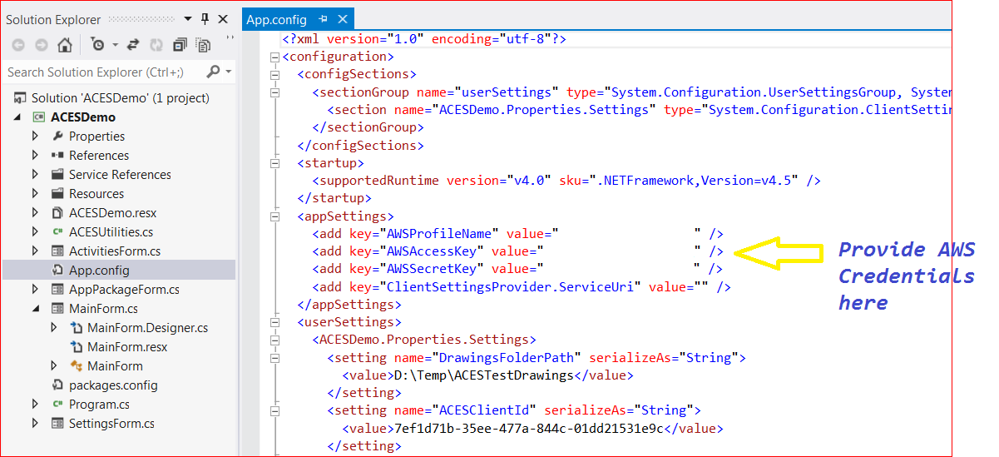 Solution Explorer
Search Solution Explorer (Ctrl+;)
Solution 'ACESDemo' (1 project)
ACESDemo
Properties
References
Service References
Resources
ACESDemo.resx
ACESUtilities.cs
ActivitiesForm.cs
App.config
AppPackageForm.cs
MainForm.cs
MainForm.Designer.cs
MainForm.resx
MainForm
packages.config
Program.cs
SettingsForm.cs
App.config
<?xml version="1.0" encoding="utf-8"?>
<configuration>
<configSections>
<sectionGroup name="userSettings" type="System.Configuration.UserSettingsGroup, System
<section name="ACESDemo.Properties.Settings" type="System.Configuration.ClientSettin
</sectionGroup>
</configSections>
<startup>
<supportedRuntime version="v4.0" sku=".NETFramework,Version=v4.5" />
</startup>
<appSettings>
<add key="AWSProfileName" value=" " />
<add key="AWSAccessKey" value=" " />
<add key="AWSSecretKey" value=" " />
<add key="ClientSettingsProvider.ServiceUri" value="" />
</appSettings>
<userSettings>
<ACESDemo.Properties.Settings>
<setting name="DrawingsFolderPath" serializeAs="String">
<value>D:\Temp\ACESTestDrawings</value>
</setting>
<setting name="ACESClientId" serializeAs="String">
<value>7ef1d71b-35ee-477a-844c-01dd21531e9c</value>
</setting>
Provide AWS
Credentials
here